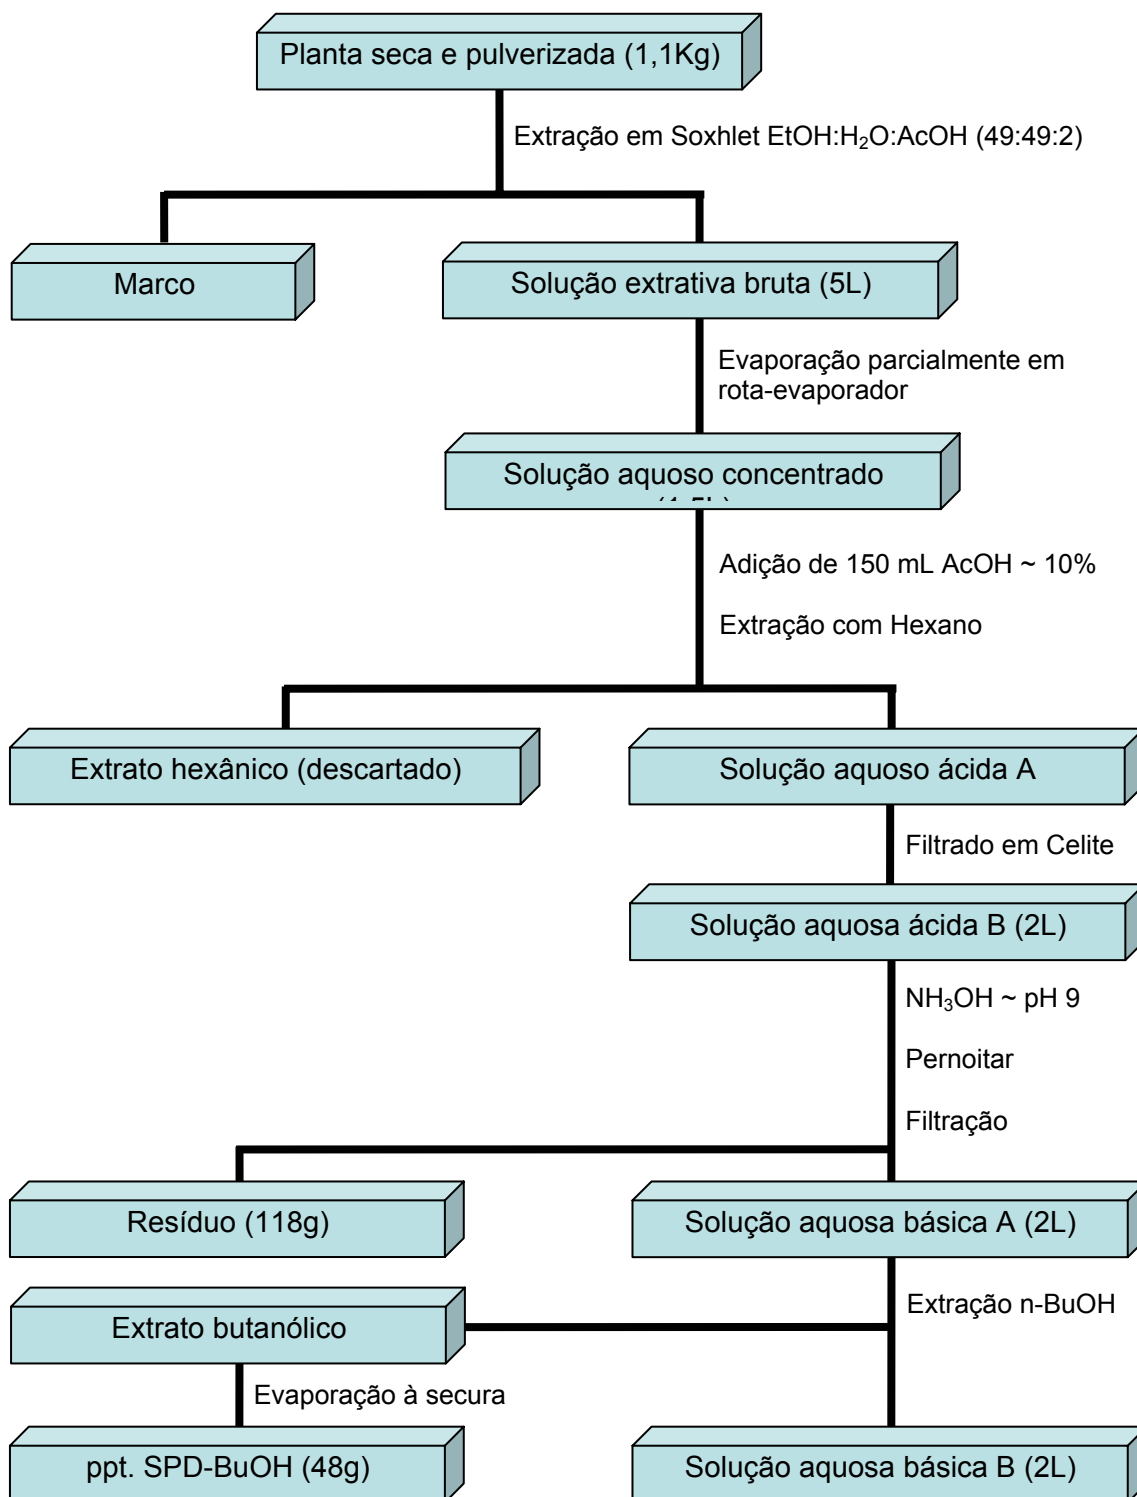 Planta seca e pulverizada (1,1Kg)
Extração em Soxhlet EtOH:H₂O:AcOH (49:49:2)
Marco
Solução extrativa bruta (5L)
Evaporação parcialmente em
rota-evaporador
Solução aquoso concentrado
Adição de 150 mL AcOH ~ 10%
Extração com Hexano
Extrato hexânico (descartado)
Solução aquoso ácida A
Filtrado em Celite
Solução aquosa ácida B (2L)
NH₃OH ~ pH 9
Pernoitar
Filtração
Resíduo (118g)
Solução aquosa básica A (2L)
Extração n-BuOH
Extrato butanólico
Evaporação à secura
ppt. SPD-BuOH (48g)
Solução aquosa básica B (2L)